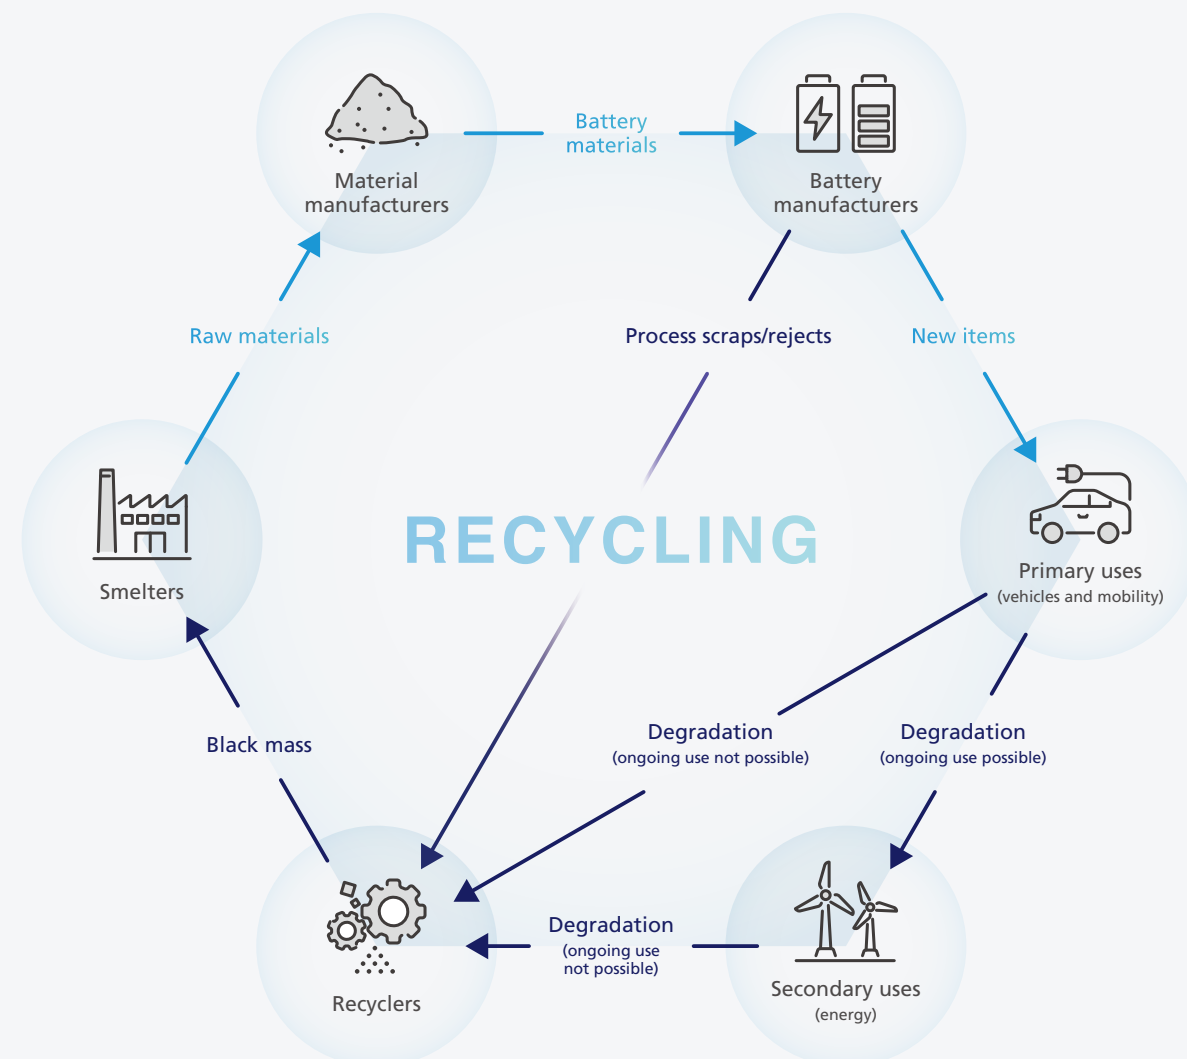 Battery
materials
Material
manufacturers
Battery
manufacturers
Raw materials
Process scraps/rejects
New items
RECYCLING
Smelters
Primary uses
(vehicles and mobility)
Black mass
Degradation
(ongoing use not possible)
Degradation
(ongoing use possible)
Degradation
(ongoing use
not possible)
Recyclers
Secondary uses
(energy)